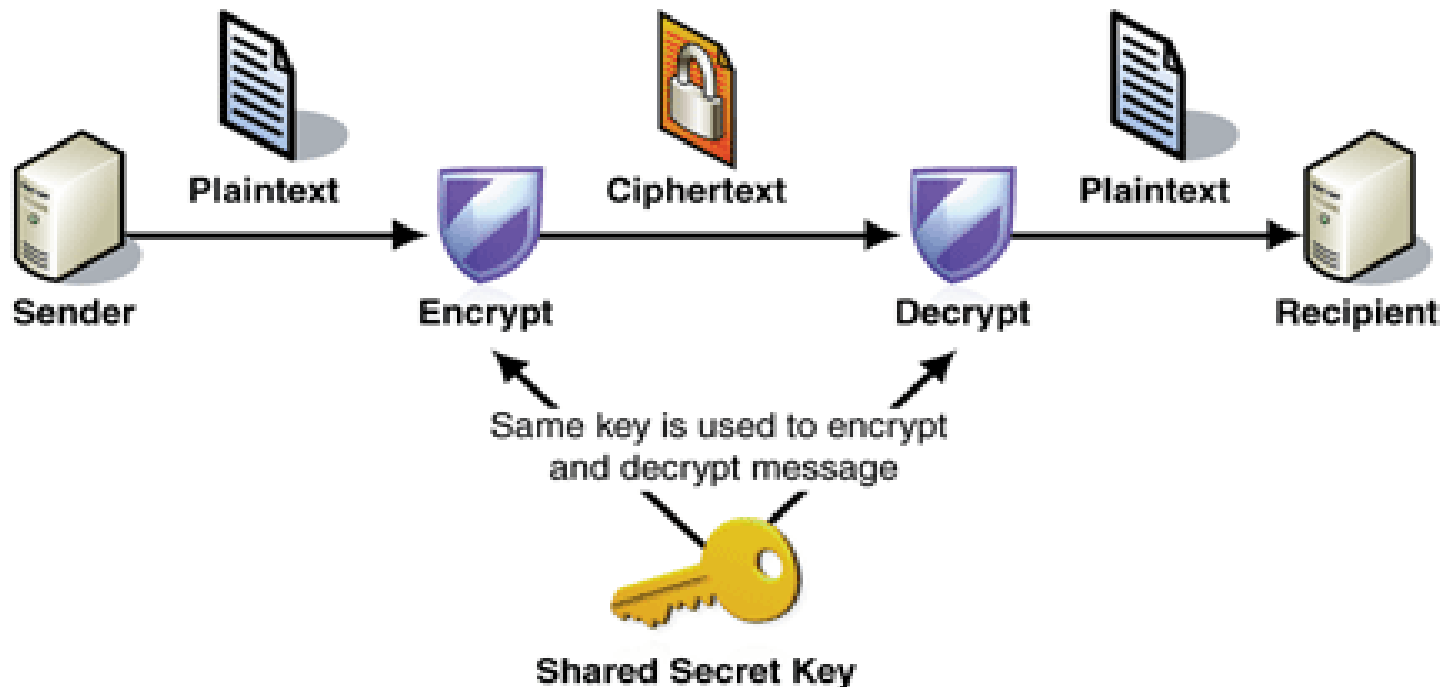 Plaintext
Ciphertext
Plaintext
Sender
Encrypt
Decrypt
Recipient
Same key is used to encrypt
and decrypt message
Shared Secret Key